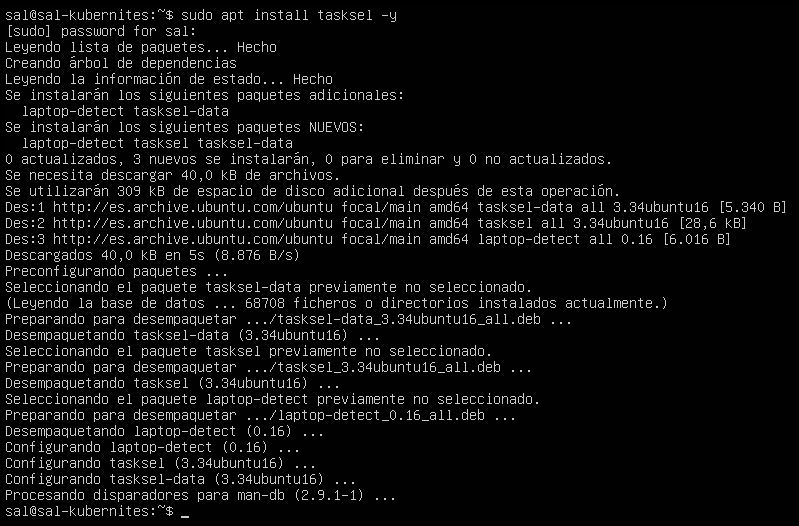 sal@sal-kubernites:~$ sudo apt install tasksel -y
[sudo] password for sal:
Leyendo lista de paquetes... Hecho
Creando árbol de dependencias
Leyendo la información de estado... Hecho
Se instalarán los siguientes paquetes adicionales:
  laptop-detect tasksel-data
Se instalarán los siguientes paquetes NUEVOS:
  laptop-detect tasksel tasksel-data
0 actualizados, 3 nuevos se instalarán, 0 para eliminar y 0 no actualizados.
Se necesita descargar 40,0 kB de archivos.
Se utilizarán 309 kB de espacio de disco adicional después de esta operación.
Des:1 http://es.archive.ubuntu.com/ubuntu focal/main amd64 tasksel-data all 3.34ubuntu16 [5.340 B]
Des:2 http://es.archive.ubuntu.com/ubuntu focal/main amd64 tasksel all 3.34ubuntu16 [28,6 kB]
Des:3 http://es.archive.ubuntu.com/ubuntu focal/main amd64 laptop-detect all 0.16 [6.016 B]
Descargados 40,0 kB en 5s (8.876 B/s)
Preconfigurando paquetes ...
Seleccionando el paquete tasksel-data previamente no seleccionado.
(Leyendo la base de datos ... 68708 ficheros o directorios instalados actualmente.)
Preparando para desempaquetar .../tasksel-data_3.34ubuntu16_all.deb ...
Desempaquetando tasksel-data (3.34ubuntu16) ...
Seleccionando el paquete tasksel previamente no seleccionado.
Preparando para desempaquetar .../tasksel_3.34ubuntu16_all.deb ...
Desempaquetando tasksel (3.34ubuntu16) ...
Seleccionando el paquete laptop-detect previamente no seleccionado.
Preparando para desempaquetar .../laptop-detect_0.16_all.deb ...
Desempaquetando laptop-detect (0.16) ...
Configurando laptop-detect (0.16) ...
Configurando tasksel (3.34ubuntu16) ...
Configurando tasksel-data (3.34ubuntu16) ...
Procesando disparadores para man-db (2.9.1-1) ...
sal@sal-kubernites:~$ _